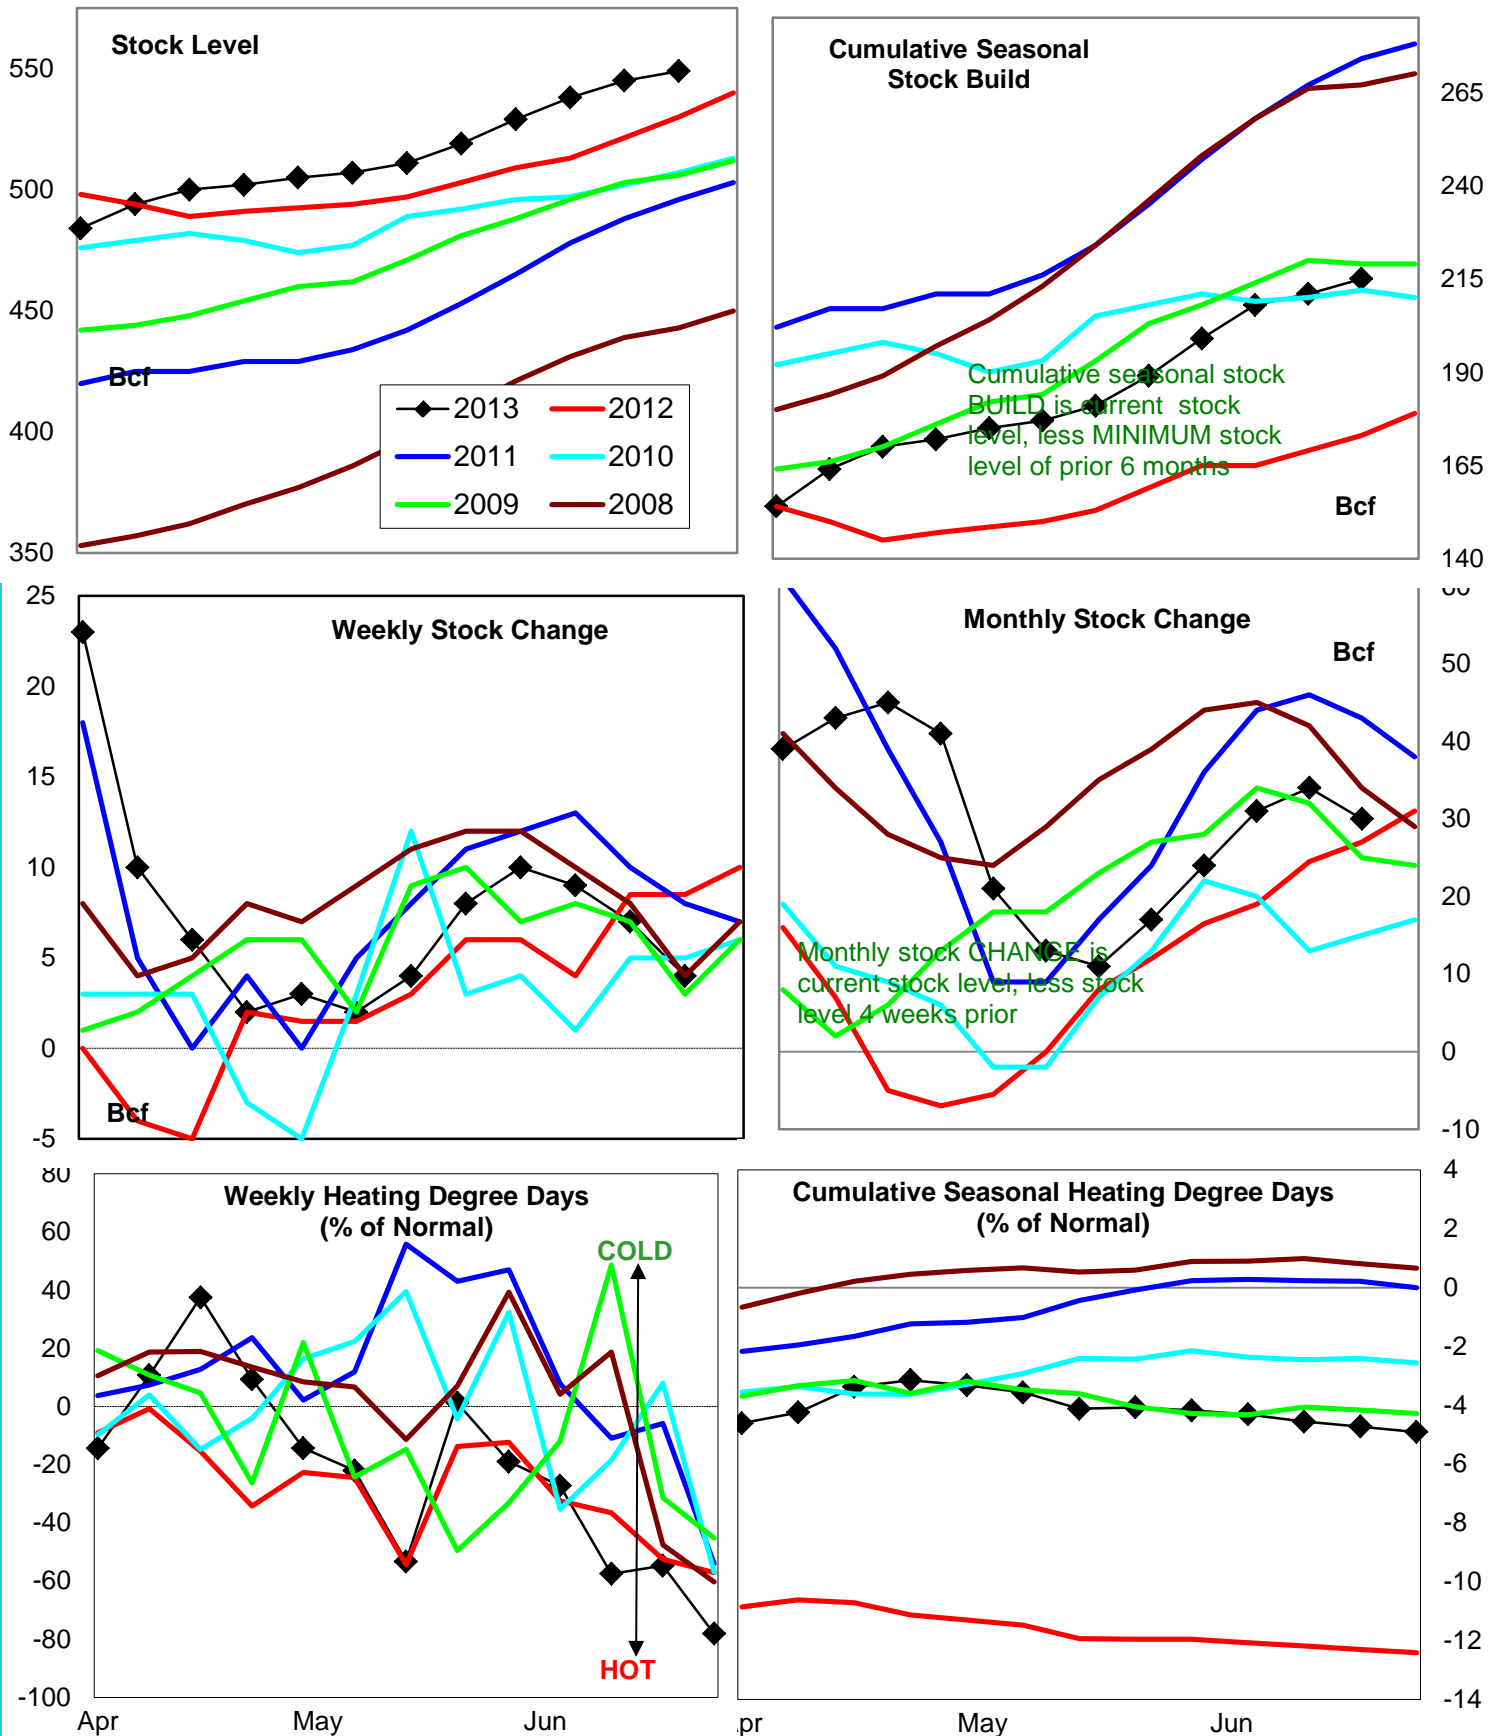 Stock Level
550
500
450
400
350
Bcf
2013
2012
2011
2010
2009
2008
Cumulative Seasonal
Stock Build
265
240
215
190
165
140
Cumulative seasonal stock
BUILD is current stock
level, less MINIMUM stock
level of prior 6 months
Bcf
25
20
15
10
5
0
-5
Weekly Stock Change
Bcf
Monthly Stock Change
Bcf
60
50
40
30
20
10
0
-10
Monthly stock CHANGE is
current stock level, less stock
level 4 weeks prior
80
60
40
20
0
-20
-40
-60
-80
-100
Weekly Heating Degree Days
(% of Normal)
COLD
HOT
Apr May Jun
Cumulative Seasonal Heating Degree Days
(% of Normal)
4
2
0
-2
-4
-6
-8
-10
-12
-14
Apr May Jun